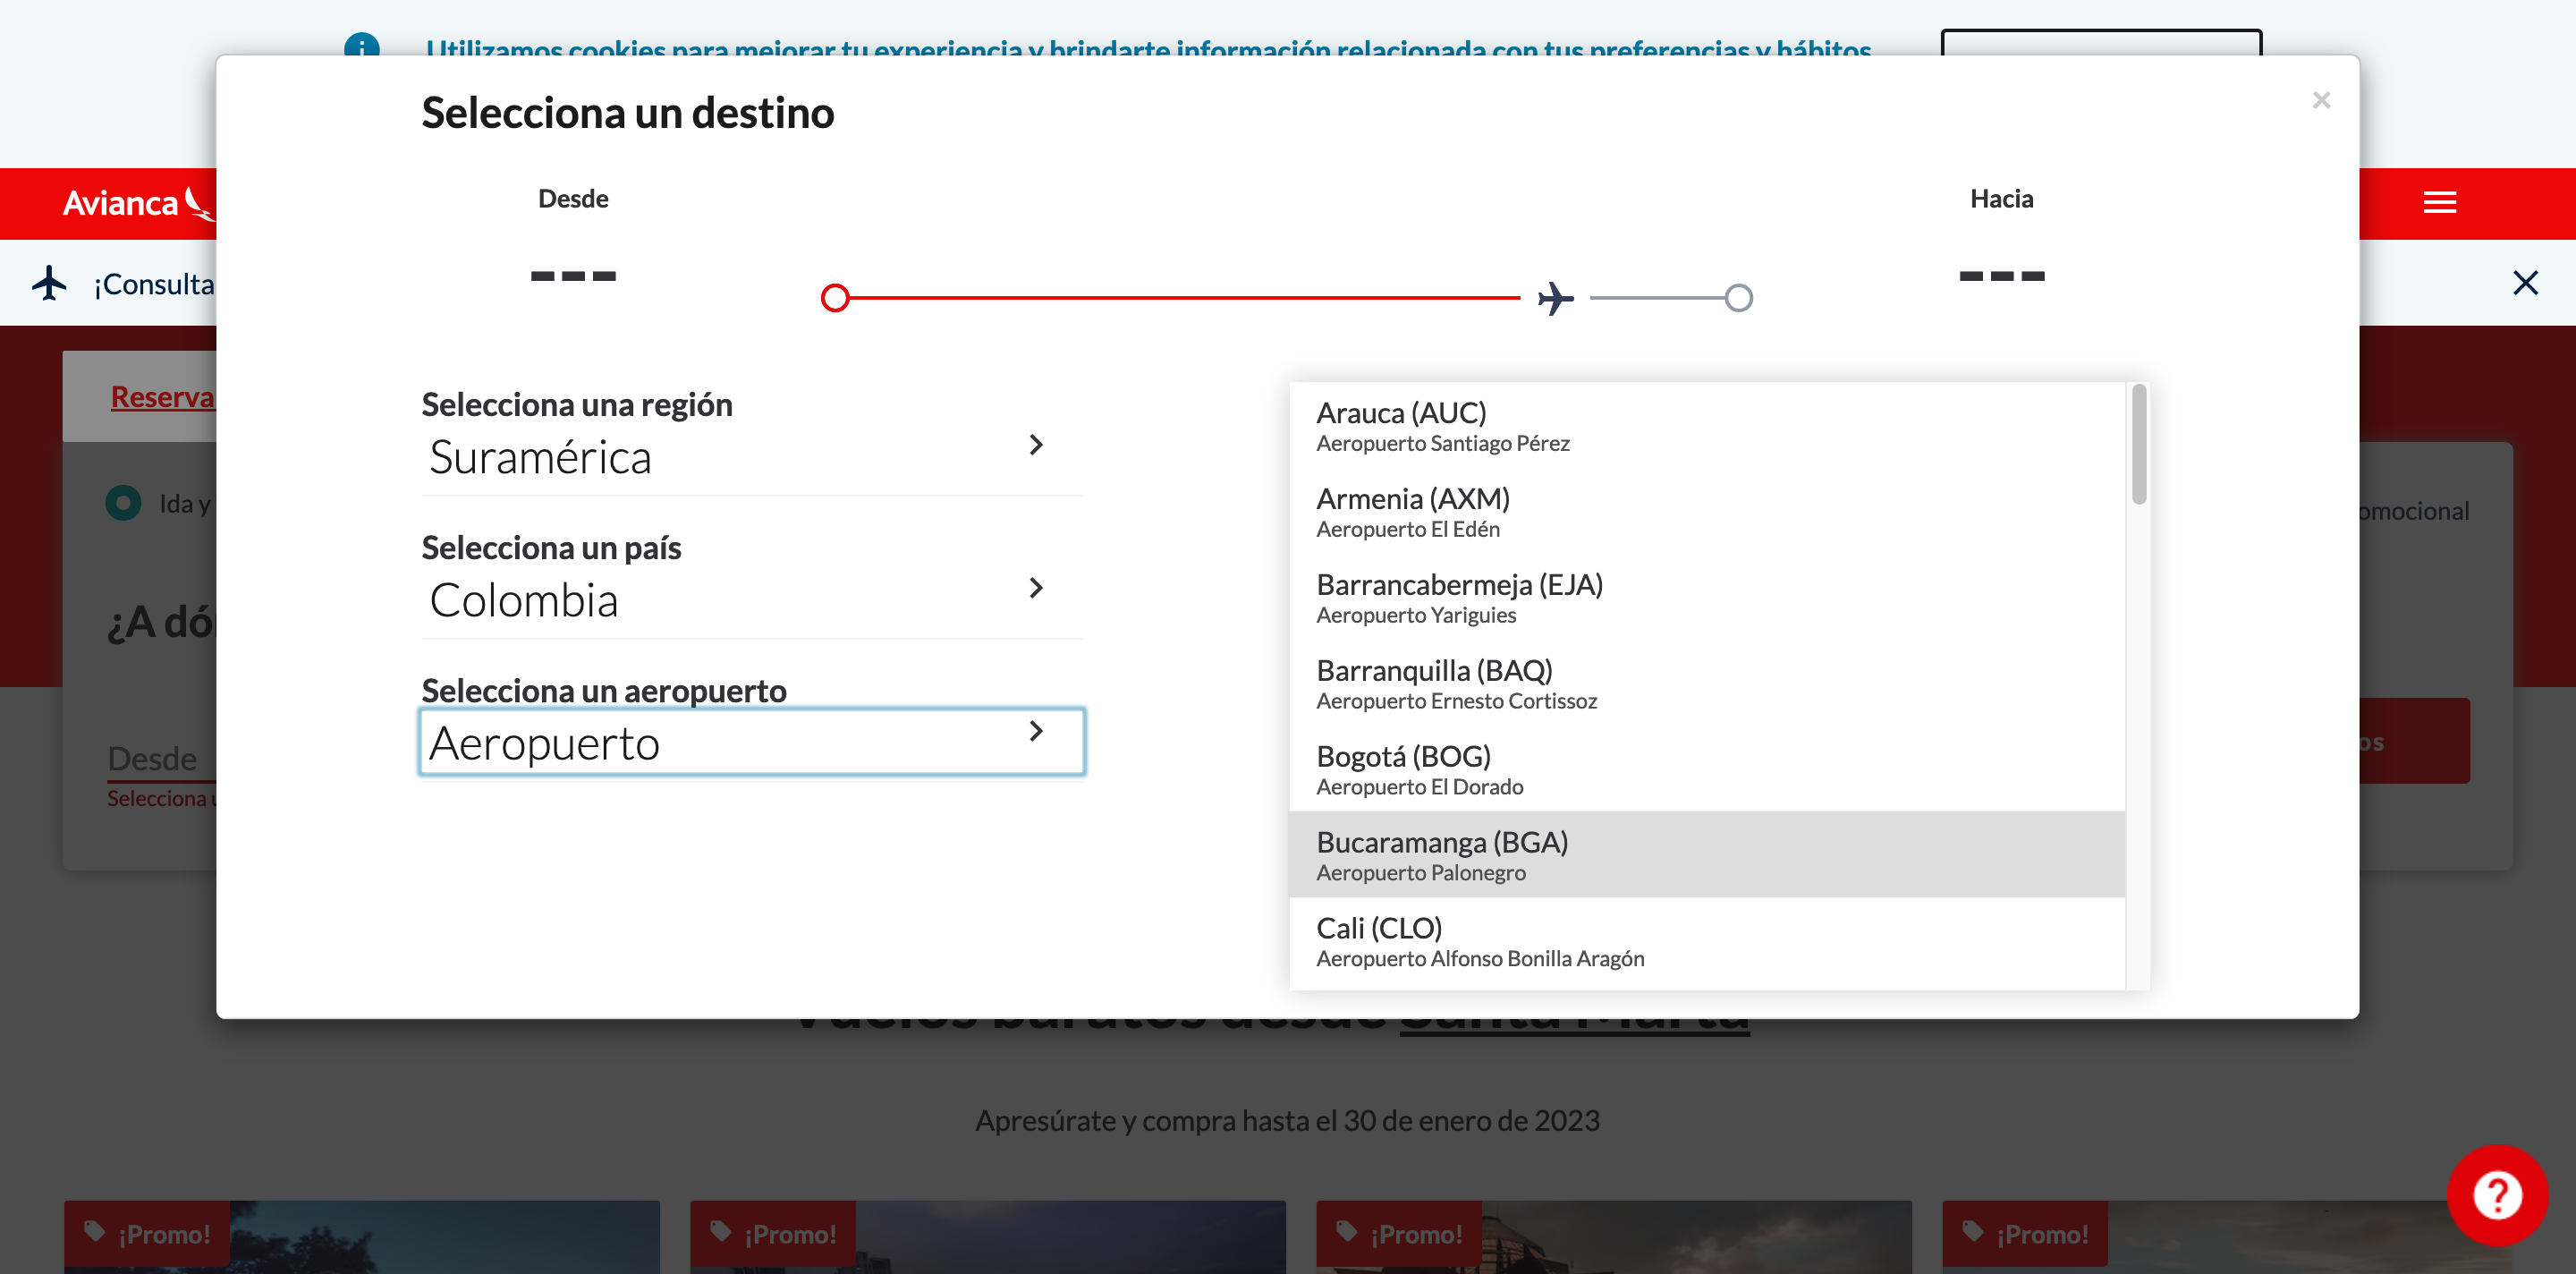 Utilizamos cookies para mejorar tu experiencia y brindarte información relacionada con tus preferencias y hábitos
Selecciona un destino
×
Desde
Hacia
---
---
Avianca
¡Consulta
Reserva
Selecciona una región
Suramérica
Selecciona un país
Colombia
Selecciona un aeropuerto
Aeropuerto
Arauca (AUC)
Aeropuerto Santiago Pérez
Armenia (AXM)
Aeropuerto El Edén
Barrancabermeja (EJA)
Aeropuerto Yariguies
Barranquilla (BAQ)
Aeropuerto Ernesto Cortissoz
Bogotá (BOG)
Aeropuerto El Dorado
Bucaramanga (BGA)
Aeropuerto Palonegro
Cali (CLO)
Aeropuerto Alfonso Bonilla Aragón
Ida y
omocional
¿A dó
Desde
Selecciona
os
Vuelos baratos desde Santa Marta
Apresúrate y compra hasta el 30 de enero de 2023
¡Promo!
¡Promo!
¡Promo!
¡Promo!
?